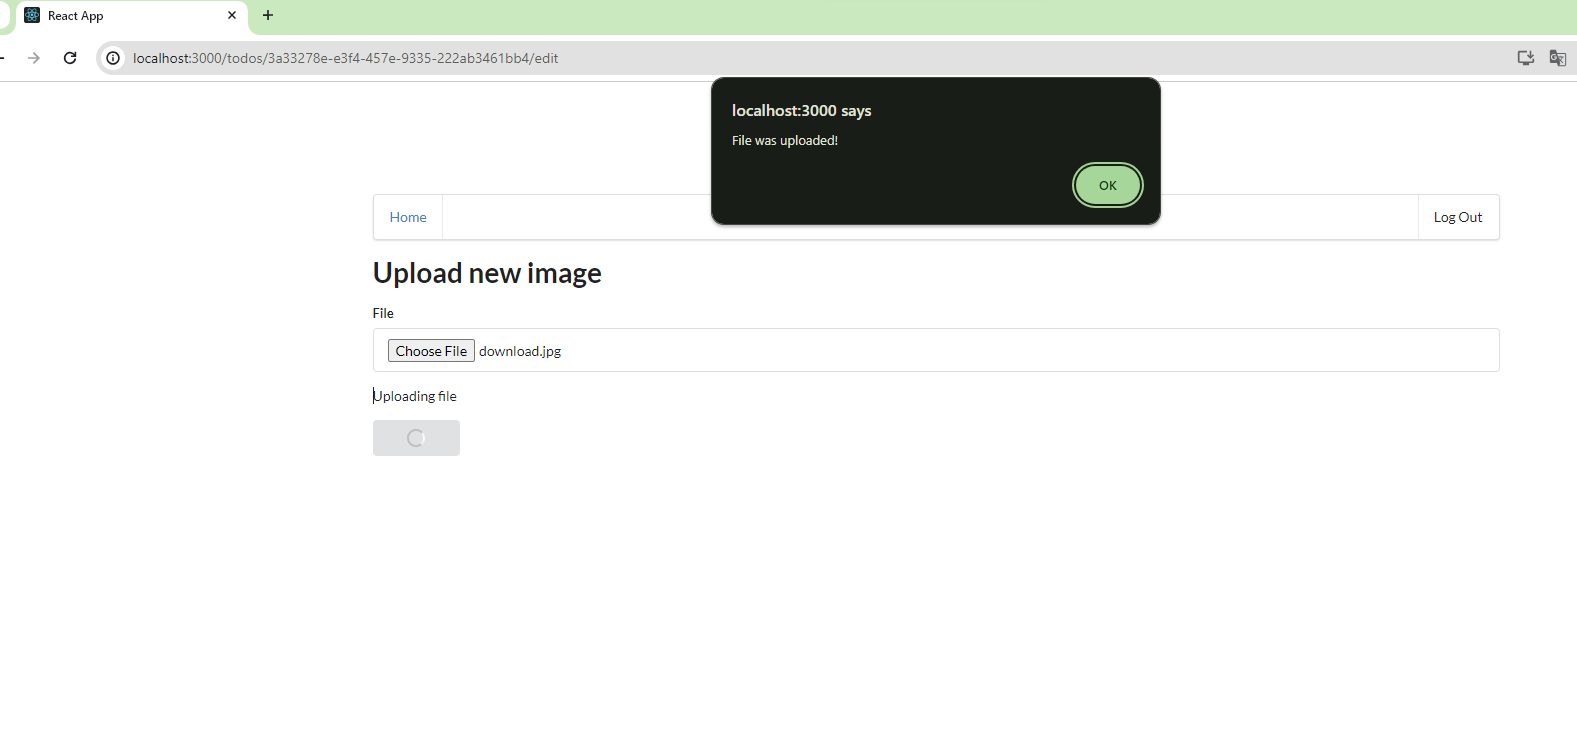 React App
localhost:3000/todos/3a33278e-e3f4-457e-9335-222ab3461bb4/edit
localhost:3000 says
File was uploaded!
OK
Home
Log Out
Upload new image
File
Choose File download.jpg
Uploading file